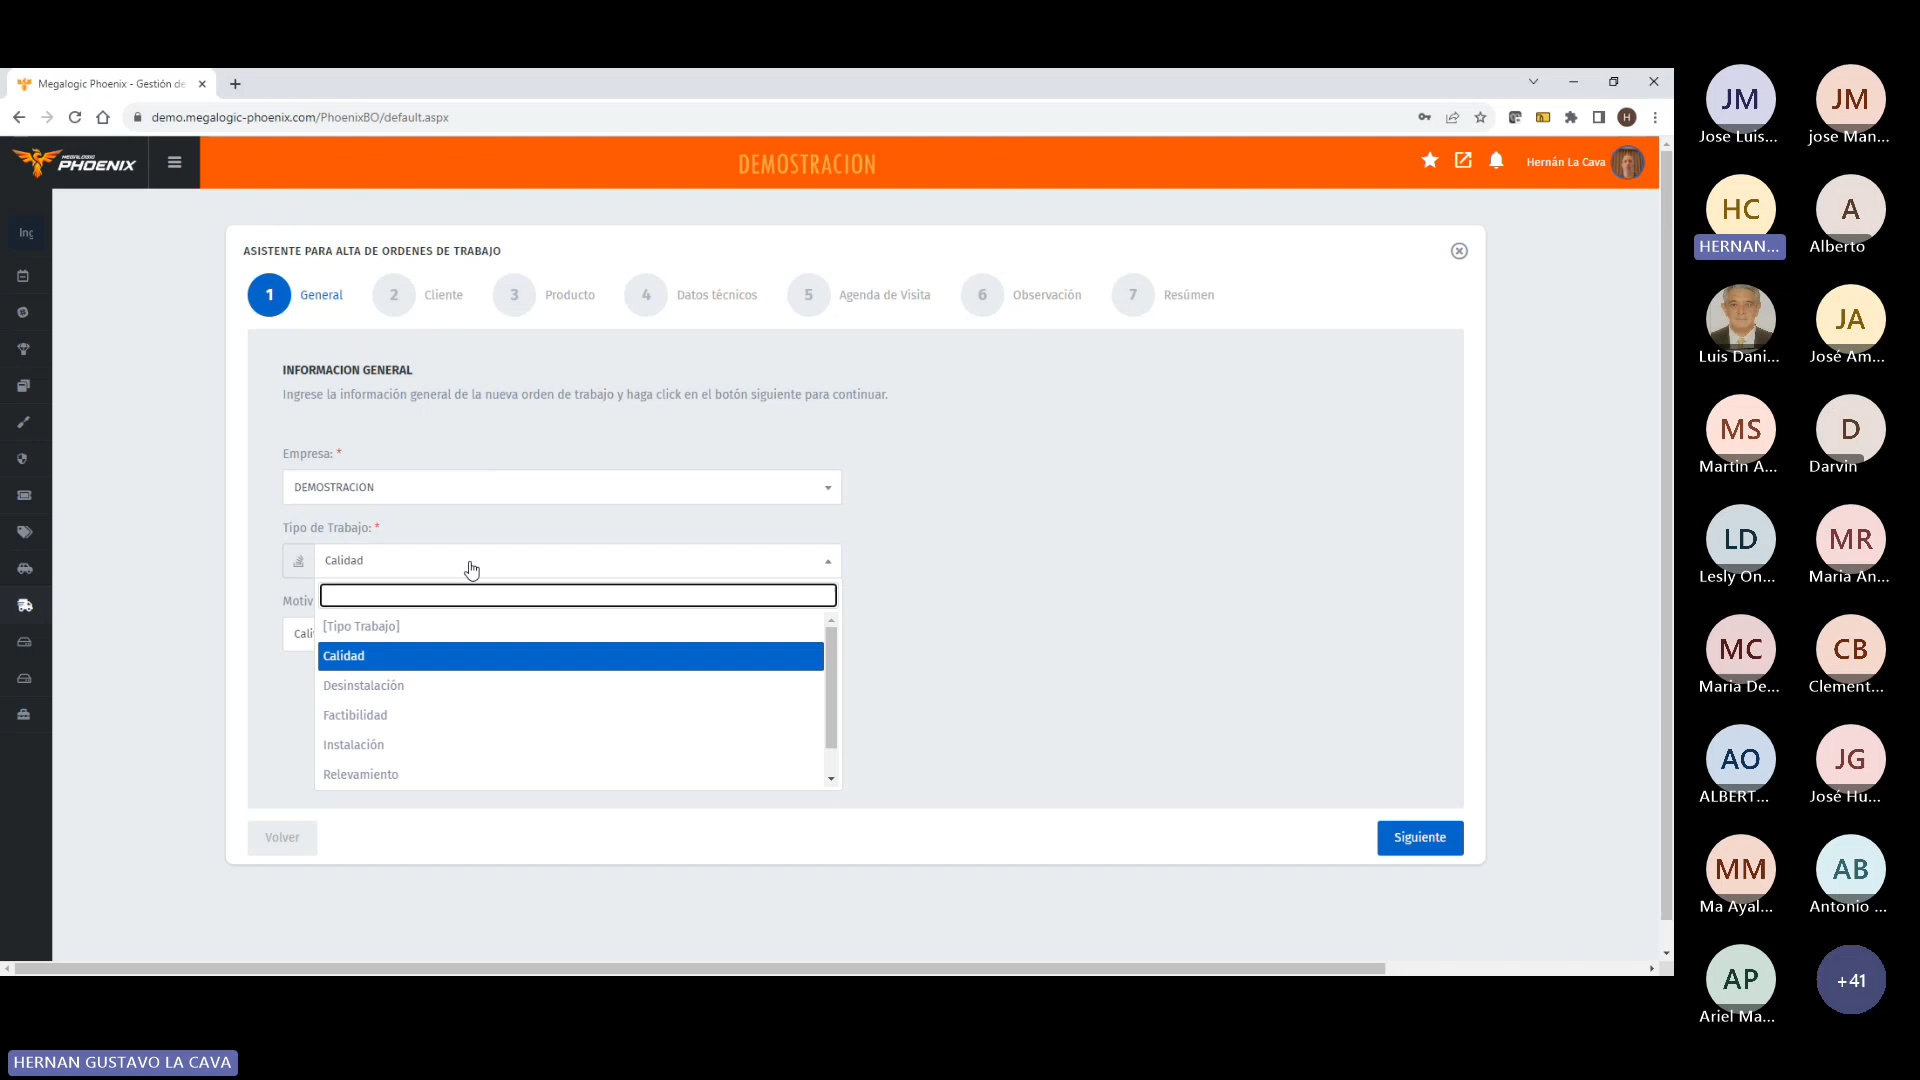 Megalogic Phoenix - Gestión de
demo.megalogic-phoenix.com/PhoenixBO/default.aspx
H
MEGALOGIC
PHOENIX
DEMOSTRACION
Hernán La Cava
Ing
ASISTENTE PARA ALTA DE ORDENES DE TRABAJO
1 General 2 Cliente 3 Producto 4 Datos técnicos 5 Agenda de Visita 6 Observación 7 Resúmen
INFORMACION GENERAL
Ingrese la información general de la nueva orden de trabajo y haga click en el botón siguiente para continuar.
Empresa: *
DEMOSTRACION
Tipo de Trabajo: *
Calidad
Motiv
Cali
[Tipo Trabajo]
Calidad
Desinstalación
Factibilidad
Instalación
Relevamiento
Volver
Siguiente
JM
Jose Luis...
JM
jose Man...
HC
HERNAN...
A
Alberto
Luis Dani...
JA
José Am...
MS
Martin A...
D
Darvin
LD
Lesly On...
MR
Maria An...
MC
Maria De...
CB
Clement...
AO
ALBERT...
JG
José Hu...
MM
Ma Ayal...
AB
Antonio ...
AP
Ariel Ma...
+41
HERNAN GUSTAVO LA CAVA